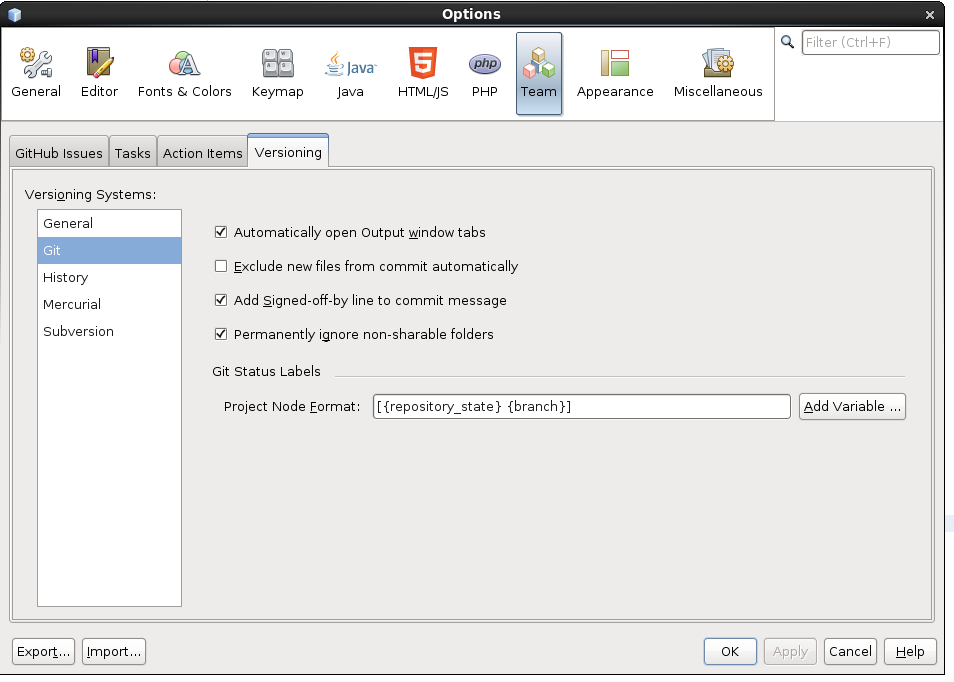 Options
General Editor Fonts & Colors Keymap Java HTML/JS PHP Team Appearance Miscellaneous
Filter (Ctrl+F)
GitHub Issues Tasks Action Items Versioning
Versioning Systems:
General
Git
History
Mercurial
Subversion
Automatically open Output window tabs
Exclude new files from commit automatically
Add Signed-off-by line to commit message
Permanently ignore non-sharable folders
Git Status Labels
Project Node Format: [{repository_state} {branch}] Add Variable ...
Export... Import... OK Apply Cancel Help